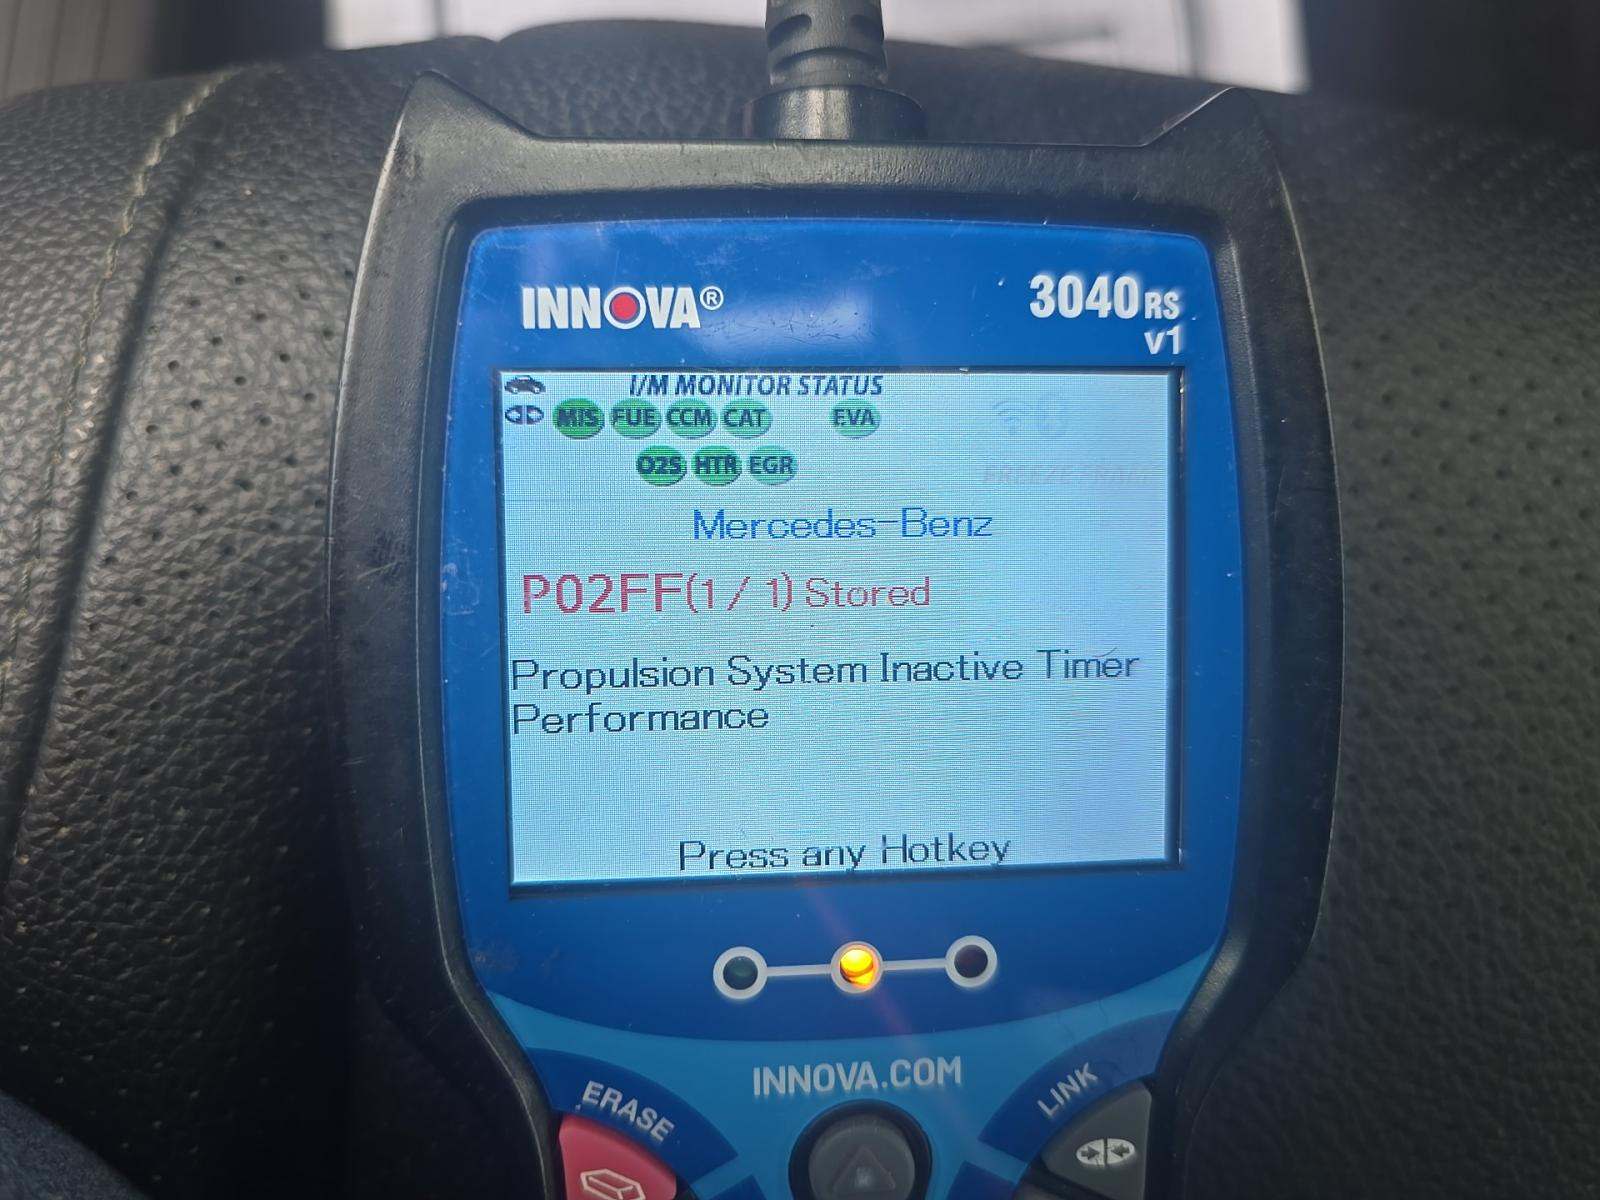 INNOVA®
3040RS
v1
I/M MONITOR STATUS
MIS FUE CCM CAT EVA
O2S HTR EGR
Mercedes-Benz
P02FF(1 / 1) Stored
Propulsion System Inactive Timer
Performance
Press any Hotkey
INNOVA.COM
ERASE
LINK